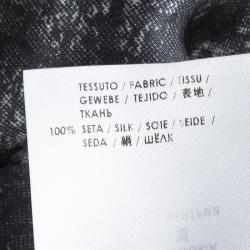 TESSUTO / FABRIC / TISSU /
GEWEBE / TEJIDO / 表地 /
ТКАНЬ
100% SETA / SILK / SOIE / SEIDE /
SEDA / 絹 / ШЁЛК